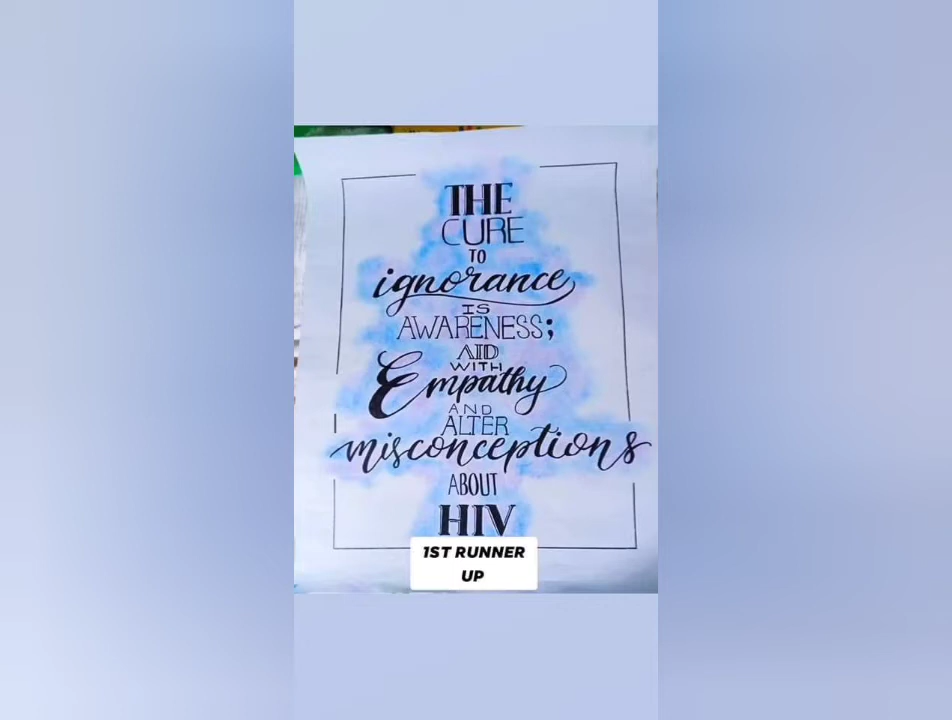 THE
CURE
TO
ignorance
IS
AWARENESS;
AID
WITH
Empathy
AND
ALTER
misconceptions
ABOUT
HIV
1ST RUNNER
UP